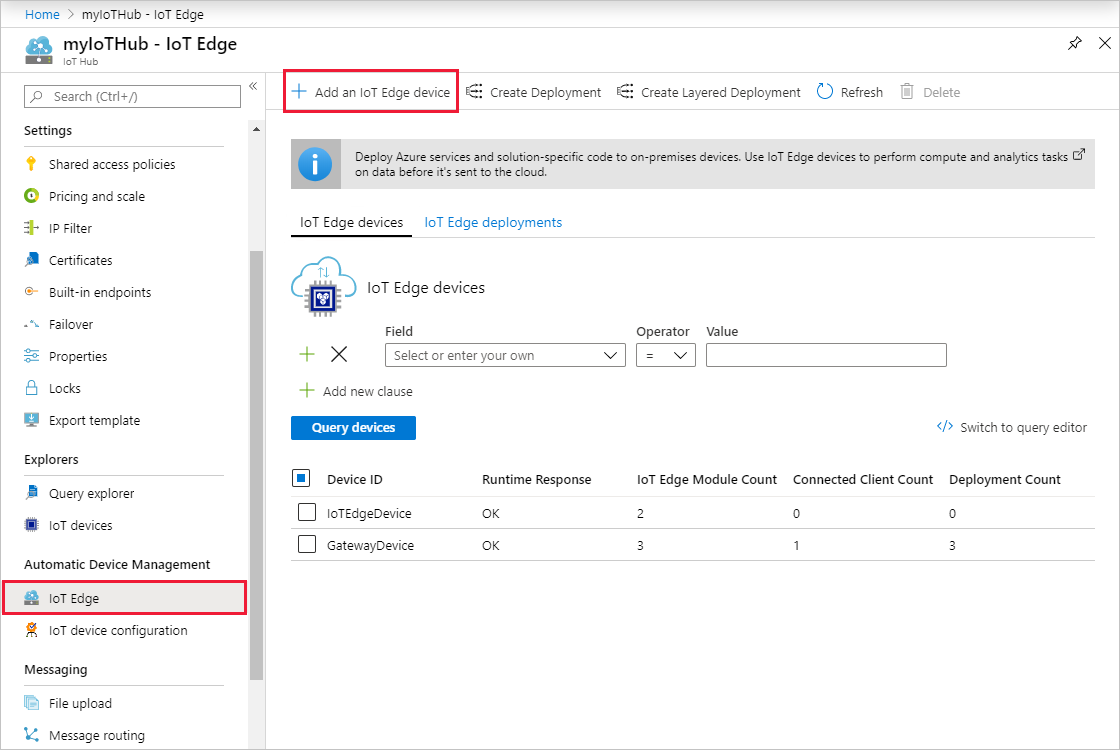 Home > myIoTHub - IoT Edge
myIoTHub - IoT Edge
IoT Hub
Search (Ctrl+/)
Settings
Shared access policies
Pricing and scale
IP Filter
Certificates
Built-in endpoints
Failover
Properties
Locks
Export template
Explorers
Query explorer
IoT devices
Automatic Device Management
IoT Edge
IoT device configuration
Messaging
File upload
Message routing
Add an IoT Edge device Create Deployment Create Layered Deployment Refresh Delete
Deploy Azure services and solution-specific code to on-premises devices. Use IoT Edge devices to perform compute and analytics tasks
on data before it's sent to the cloud.
IoT Edge devices IoT Edge deployments
IoT Edge devices
Field Operator Value
Select or enter your own =
Add new clause
Query devices </> Switch to query editor
Device ID Runtime Response IoT Edge Module Count Connected Client Count Deployment Count
IoTEdgeDevice OK 2 0 0
GatewayDevice OK 3 1 3